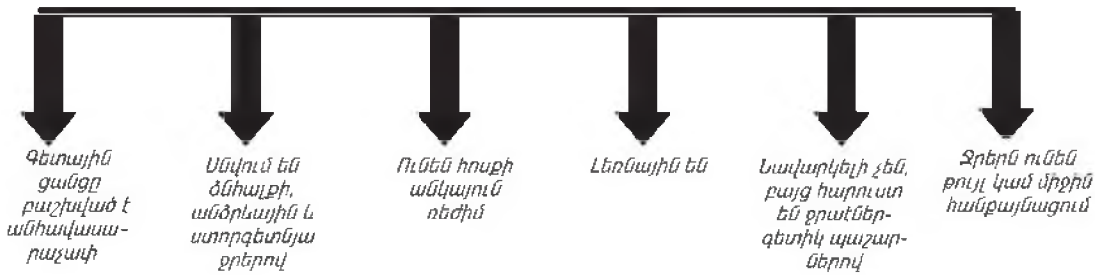 Գետային
ցանցը
բաշխված է
անհավասա-
րաչափ
Սնվում են
ձնհալքի,
անձրևային և
ստորգետնյա
ջրերով
Ունեն հոսքի
անկայուն
ռեժիմ
Լեռնային են
Նավարկելի չեն,
բայց հարուստ
են ջրաէներ-
գետիկ պաշար-
ներով
Ջրերն ունեն
թույլ կամ միջին
հանքայնացում